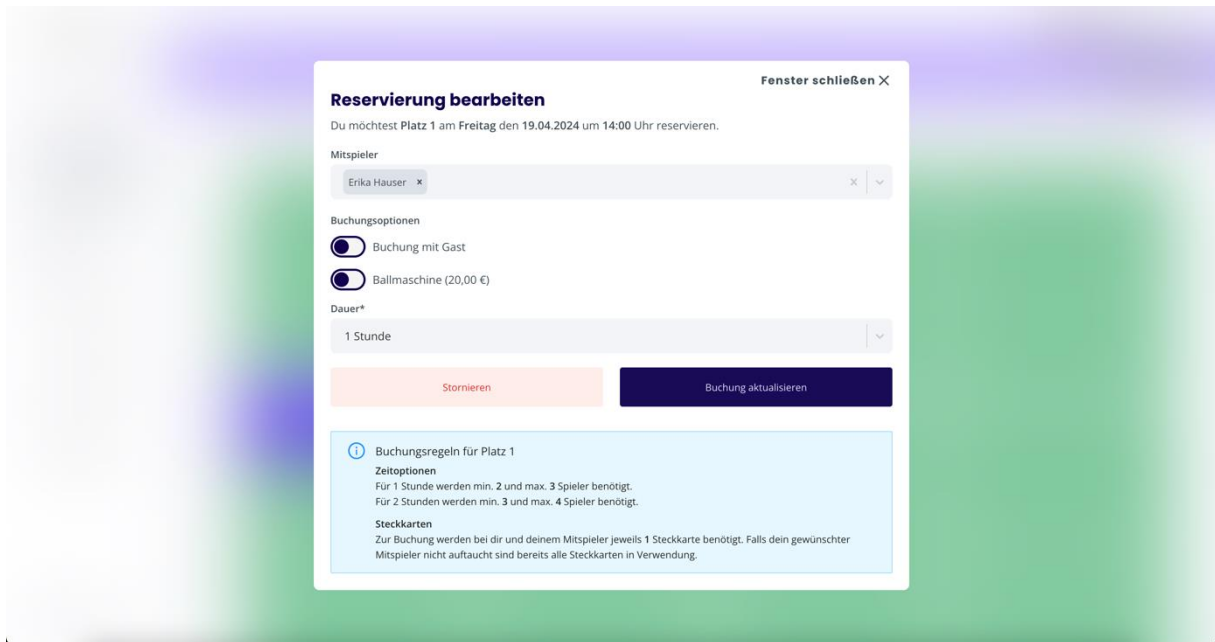 Fenster schließen
Reservierung bearbeiten
Du möchtest Platz 1 am Freitag den 19.04.2024 um 14:00 Uhr reservieren.
Mitspieler
Erika Hauser
Buchungsoptionen
Buchung mit Gast
Ballmaschine (20,00 €)
Dauer*
1 Stunde
Stornieren
Buchung aktualisieren
Buchungsregeln für Platz 1
Zeitoptionen
Für 1 Stunde werden min. 2 und max. 3 Spieler benötigt.
Für 2 Stunden werden min. 3 und max. 4 Spieler benötigt.
Steckkarten
Zur Buchung werden bei dir und deinem Mitspieler jeweils 1 Steckkarte benötigt. Falls dein gewünschter
Mitspieler nicht auftaucht sind bereits alle Steckkarten in Verwendung.